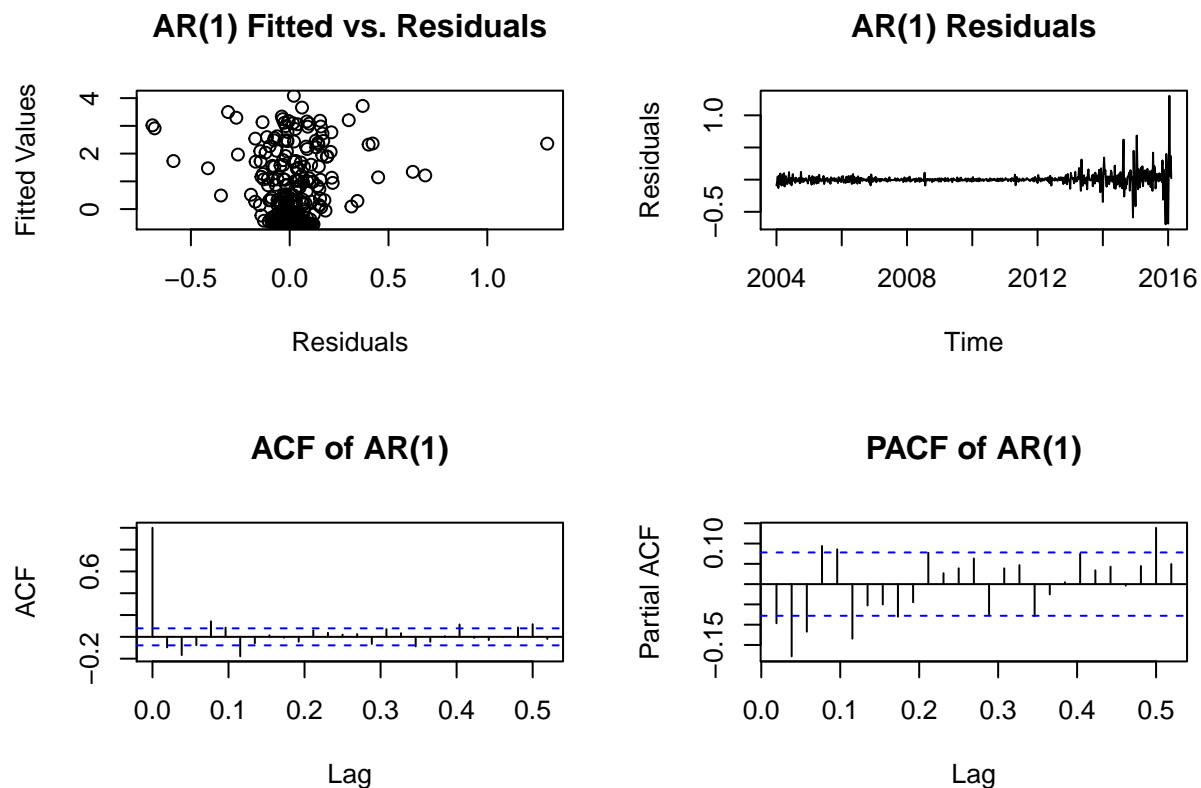 AR(1) Fitted vs. Residuals
Fitted Values
4
2
0
−0.5 0.0 0.5 1.0
Residuals
AR(1) Residuals
Residuals
1.0
−0.5
2004 2008 2012 2016
Time
ACF of AR(1)
ACF
0.6
−0.2
0.0 0.1 0.2 0.3 0.4 0.5
Lag
PACF of AR(1)
Partial ACF
0.10
−0.15
0.0 0.1 0.2 0.3 0.4 0.5
Lag